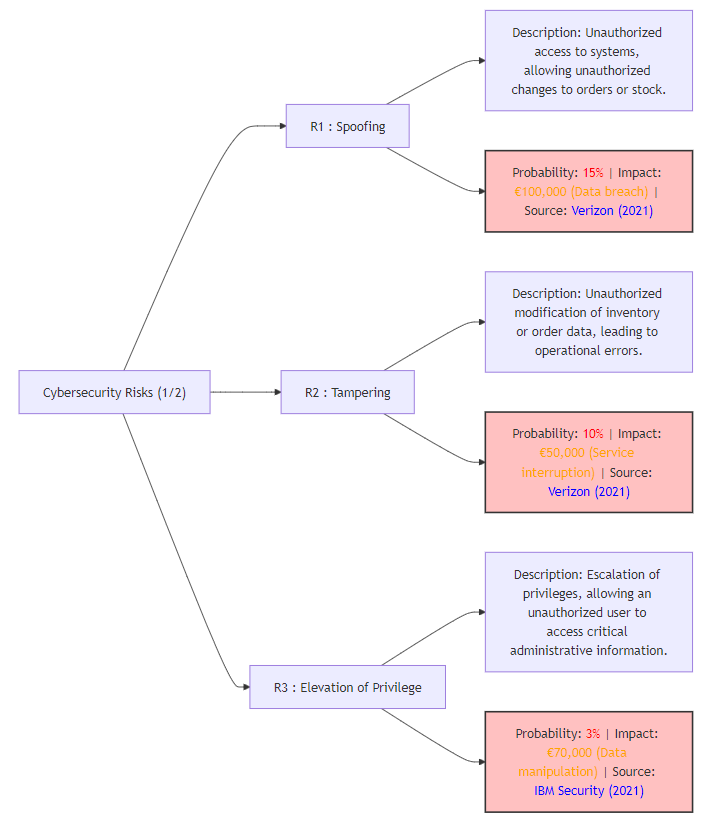 Description: Unauthorized
access to systems,
allowing unauthorized
changes to orders or stock.
R1 : Spoofing
Probability: 15% | Impact:
€100,000 (Data breach) |
Source: Verizon (2021)
Description: Unauthorized
modification of inventory
or order data, leading to
operational errors.
Cybersecurity Risks (1/2)
R2 : Tampering
Probability: 10% | Impact:
€50,000 (Service
interruption) | Source:
Verizon (2021)
Description: Escalation of
privileges, allowing an
unauthorized user to
access critical
administrative information.
R3 : Elevation of Privilege
Probability: 3% | Impact:
€70,000 (Data
manipulation) | Source:
IBM Security (2021)